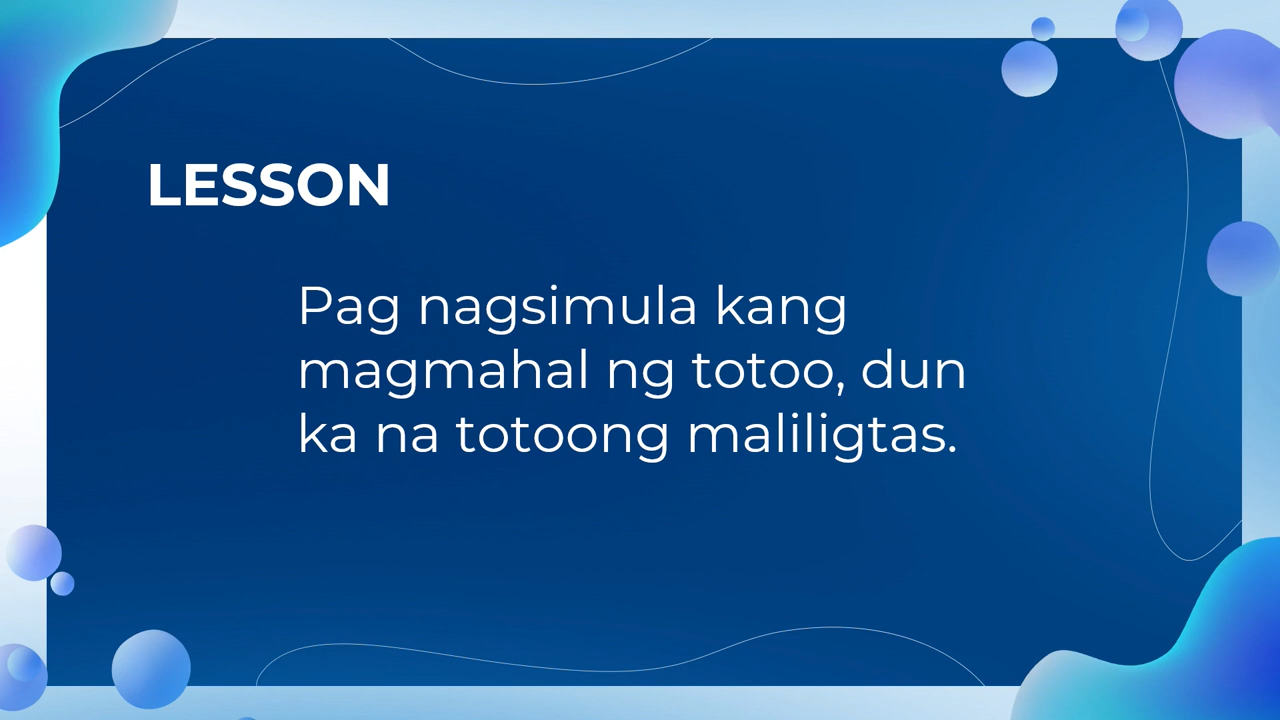 LESSON
Pag nagsimula kang
magmahal ng totoo, dun
ka na totoong maliligtas.